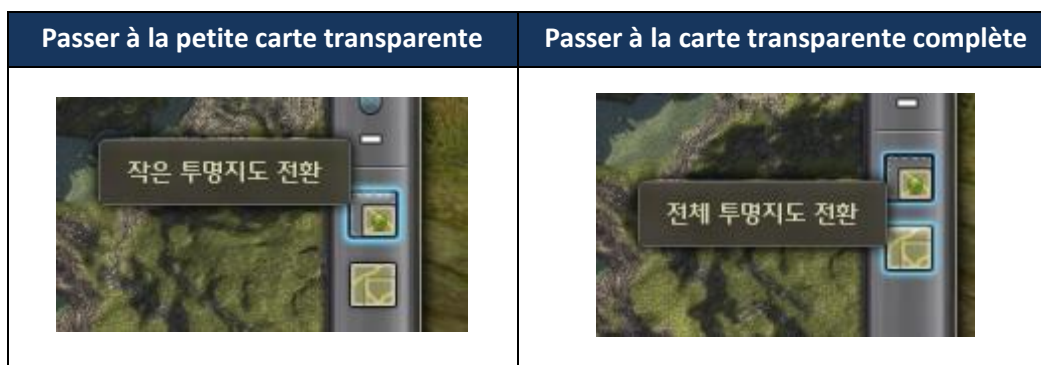 Passer à la petite carte transparente
Passer à la carte transparente complète
작은 투명지도 전환
전체 투명지도 전환